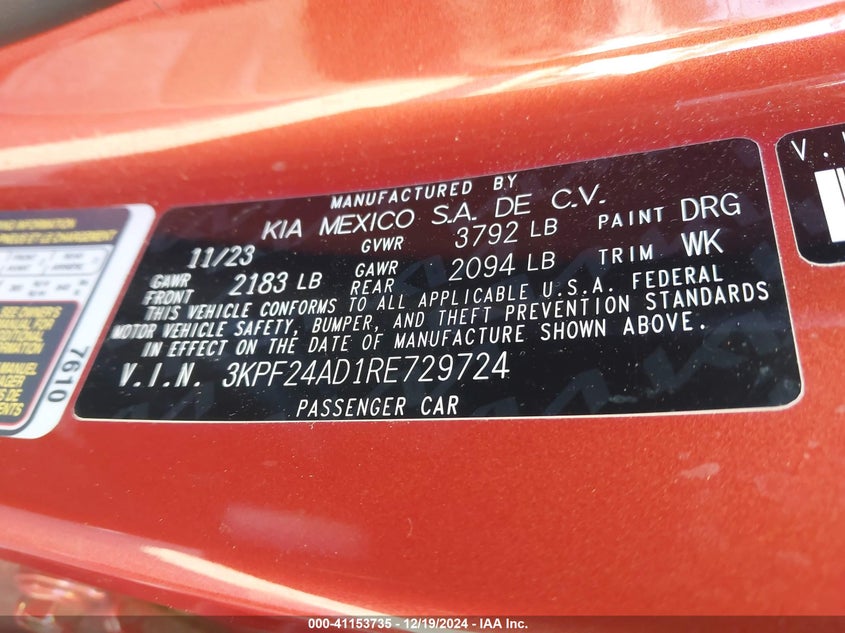 MANUFACTURED BY
KIA MEXICO S.A. DE C.V.
11/23 GVWR 3792 LB PAINT DRG
GAWR FRONT 2183 LB GAWR REAR 2094 LB TRIM WK
THIS VEHICLE CONFORMS TO ALL APPLICABLE U.S.A. FEDERAL
MOTOR VEHICLE SAFETY, BUMPER, AND THEFT PREVENTION STANDARDS
IN EFFECT ON THE DATE OF MANUFACTURE SHOWN ABOVE.
V.I.N. 3KPF24AD1RE729724
PASSENGER CAR
7610
V.
000-41153735 - 12/19/2024 - IAA Inc.